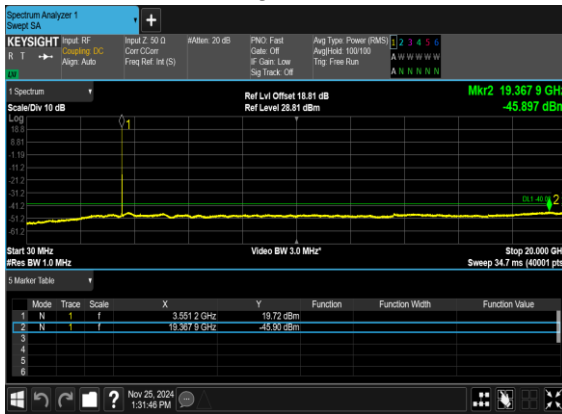 Spectrum Analyzer 1
Swept SA
KEYSIGHT
R T
Input: RF
Coupling: DC
Align: Auto
Input Z: 50 Ω
Corr CCorr
Freq Ref: Int (S)
#Atten: 20 dB
PNO: Fast
Gate: Off
IF Gain: Low
Sig Track: Off
Avg Type: Power (RMS)
Avg|Hold: 100/100
Trig: Free Run
1 2 3 4 5 6
A W W W W W
A N N N N N
1 Spectrum
Scale/Div 10 dB
Ref Lvl Offset 18.81 dB
Ref Level 28.81 dBm
Mkr2 19.367 9 GHz
-45.897 dBm
Log
18.8
8.81
-1.19
-11.2
-21.2
-31.2
-41.2
-51.2
-61.2
1
2
Start 30 MHz
#Res BW 1.0 MHz
Video BW 3.0 MHz*
Stop 20.000 GH
Sweep 34.7 ms (40001 pts
5 Marker Table
Mode Trace Scale X Y Function Function Width Function Value
1 N 1 f 3.551 2 GHz 19.72 dBm
2 N 1 f 19.367 9 GHz -45.90 dBm
3
4
5
6
?
Nov 25, 2024
1:31:46 PM